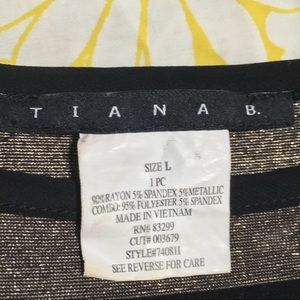 TIANA B.
SIZE L
1 PC
90%RAYON 5% SPANDEX 5%METALLIC
COMBO: 95% POLYESTER 5% SPANDEX
MADE IN VIETNAM
RN# 83299
CUT# 003679
STYLE#740811
SEE REVERSE FOR CARE